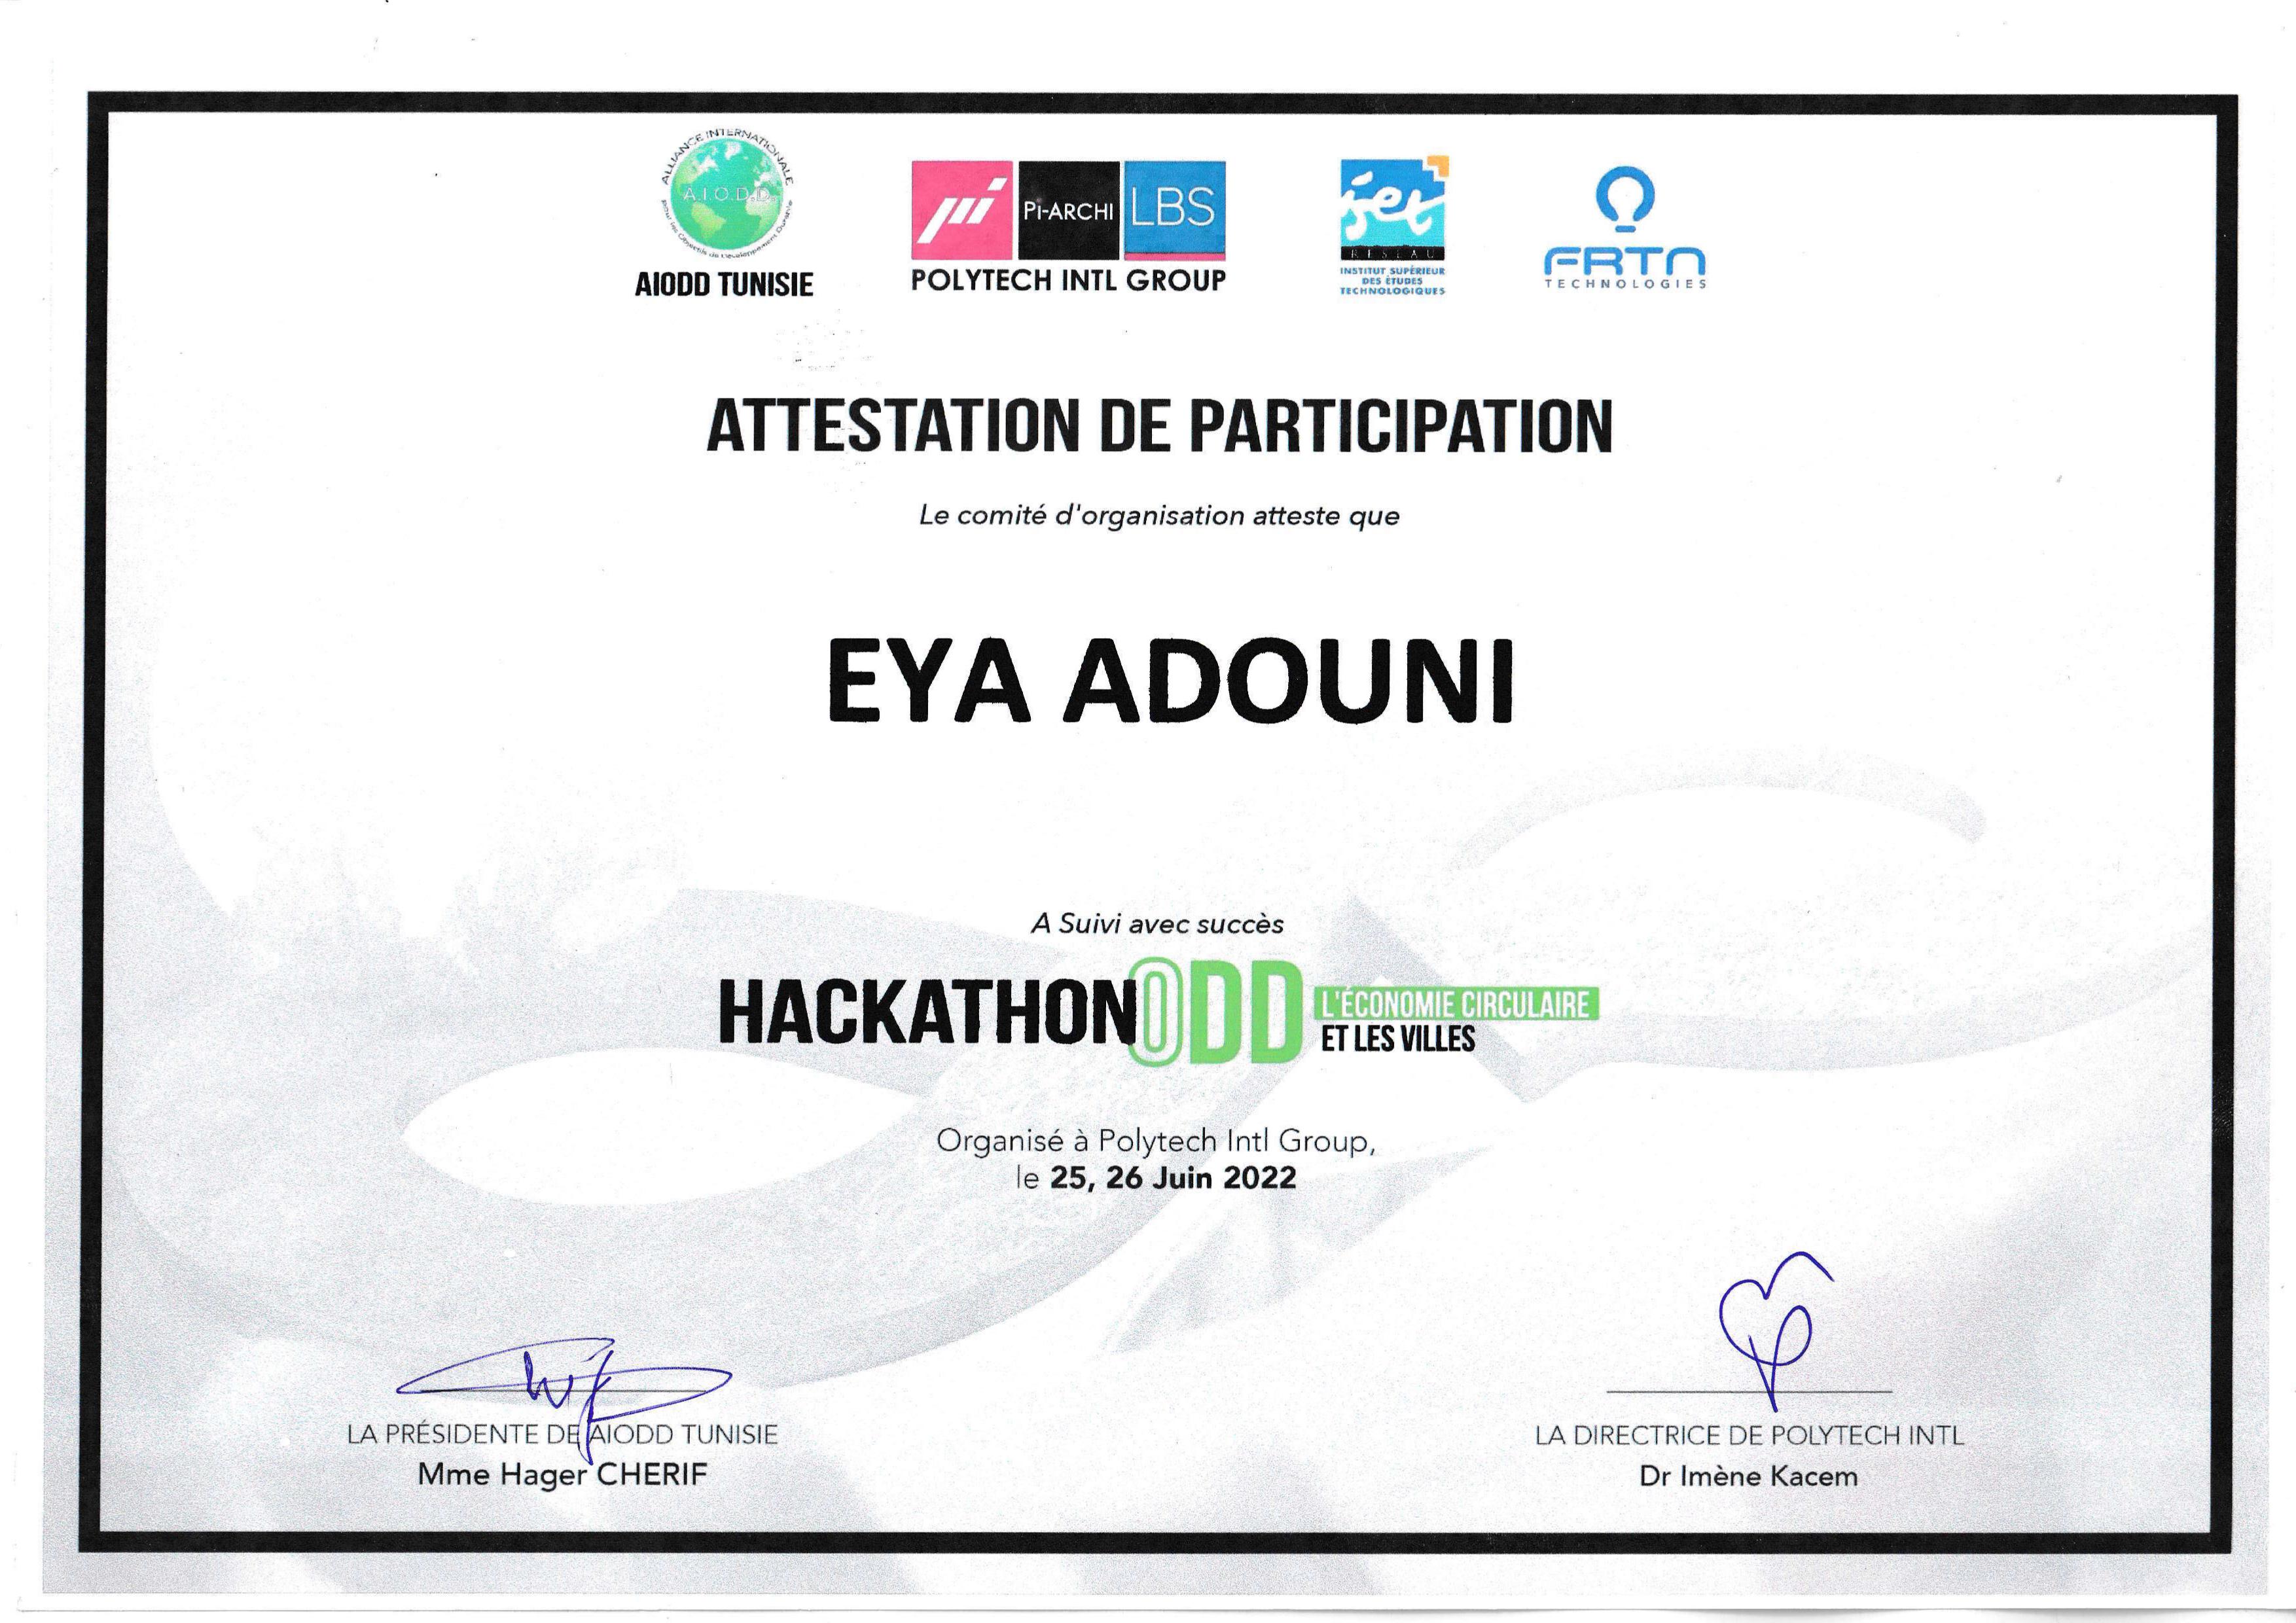 ALLIANCE INTERNATIONALE
A.I.O.D.D.
pour les Objectifs de Développement Durable
AIODD TUNISIE
pi
Pi-ARCHI
LBS
POLYTECH INTL GROUP
iset
RÉSEAU
INSTITUT SUPÉRIEUR
DES ÉTUDES
TECHNOLOGIQUES
FRTN
TECHNOLOGIES
ATTESTATION DE PARTICIPATION
Le comité d'organisation atteste que
EYA ADOUNI
A Suivi avec succès
HACKATHON ODD L'ÉCONOMIE CIRCULAIRE
ET LES VILLES
Organisé à Polytech Intl Group,
le 25, 26 Juin 2022
LA PRÉSIDENTE DE AIODD TUNISIE
Mme Hager CHERIF
LA DIRECTRICE DE POLYTECH INTL
Dr Imène Kacem